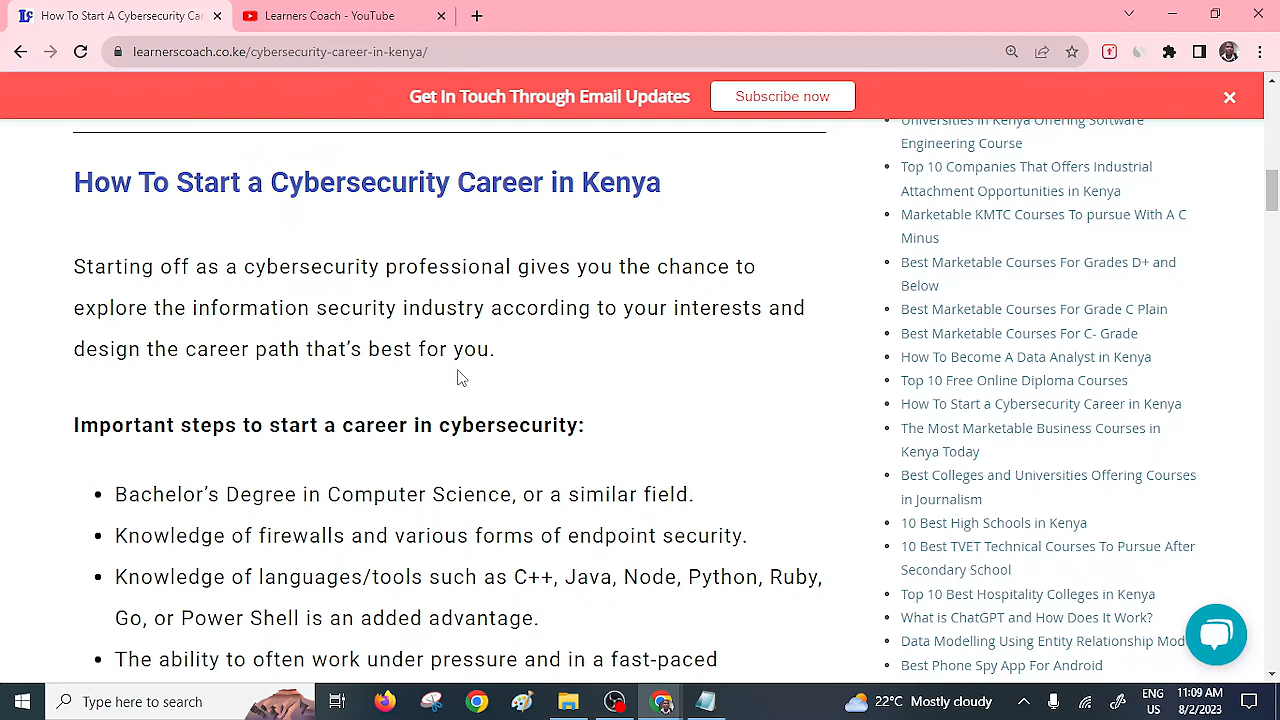 How To Start A Cybersecurity Car
Learners Coach - YouTube
learnerscoach.co.ke/cybersecurity-career-in-kenya/
Get In Touch Through Email Updates
Subscribe now
How To Start a Cybersecurity Career in Kenya
Starting off as a cybersecurity professional gives you the chance to
explore the information security industry according to your interests and
design the career path that’s best for you.
Important steps to start a career in cybersecurity:
• Bachelor’s Degree in Computer Science, or a similar field.
• Knowledge of firewalls and various forms of endpoint security.
• Knowledge of languages/tools such as C++, Java, Node, Python, Ruby,
Go, or Power Shell is an added advantage.
• The ability to often work under pressure and in a fast-paced
Universities in Kenya Offering Software
Engineering Course
Top 10 Companies That Offers Industrial
Attachment Opportunities in Kenya
Marketable KMTC Courses To pursue With A C
Minus
Best Marketable Courses For Grades D+ and
Below
Best Marketable Courses For Grade C Plain
Best Marketable Courses For C- Grade
How To Become A Data Analyst in Kenya
Top 10 Free Online Diploma Courses
How To Start a Cybersecurity Career in Kenya
The Most Marketable Business Courses in
Kenya Today
Best Colleges and Universities Offering Courses
in Journalism
10 Best High Schools in Kenya
10 Best TVET Technical Courses To Pursue After
Secondary School
Top 10 Best Hospitality Colleges in Kenya
What is ChatGPT and How Does It Work?
Data Modelling Using Entity Relationship Mod
Best Phone Spy App For Android
Type here to search
22°C Mostly cloudy
ENG
US
11:09 AM
8/2/2023